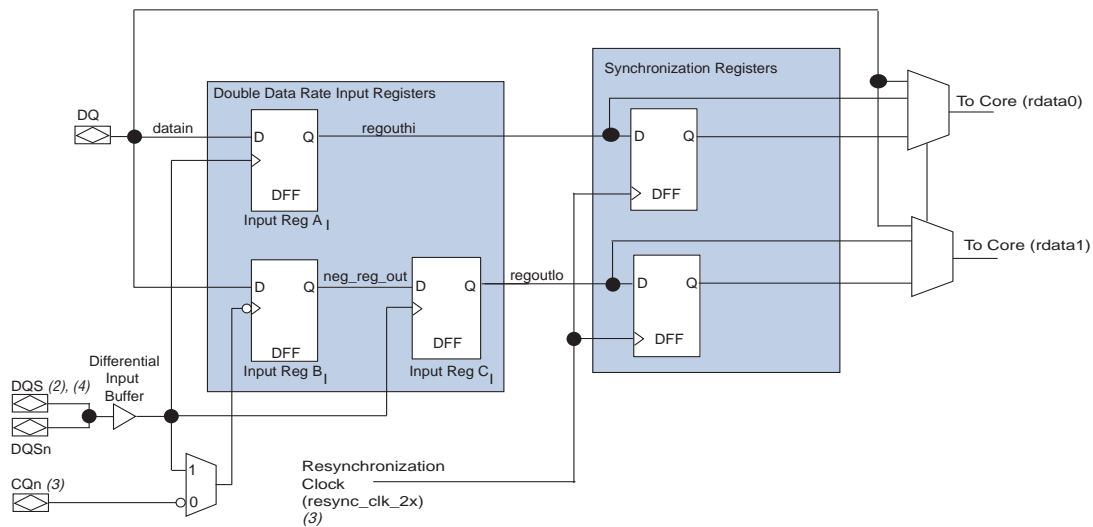 Synchronization Registers
Double Data Rate Input Registers
To Core (rdata0)
DQ
datain
D
Q
regouthi
D
Q
DFF
DFF
Input Reg A I
To Core (rdata1)
neg_reg_out
regoutlo
D
Q
D
Q
D
Q
DFF
DFF
DFF
Differential
Input
Buffer
Input Reg B I
Input Reg C I
DQS (2), (4)
DQSn
1
0
CQn (3)
Resynchronization
Clock
(resync_clk_2x)
(3)